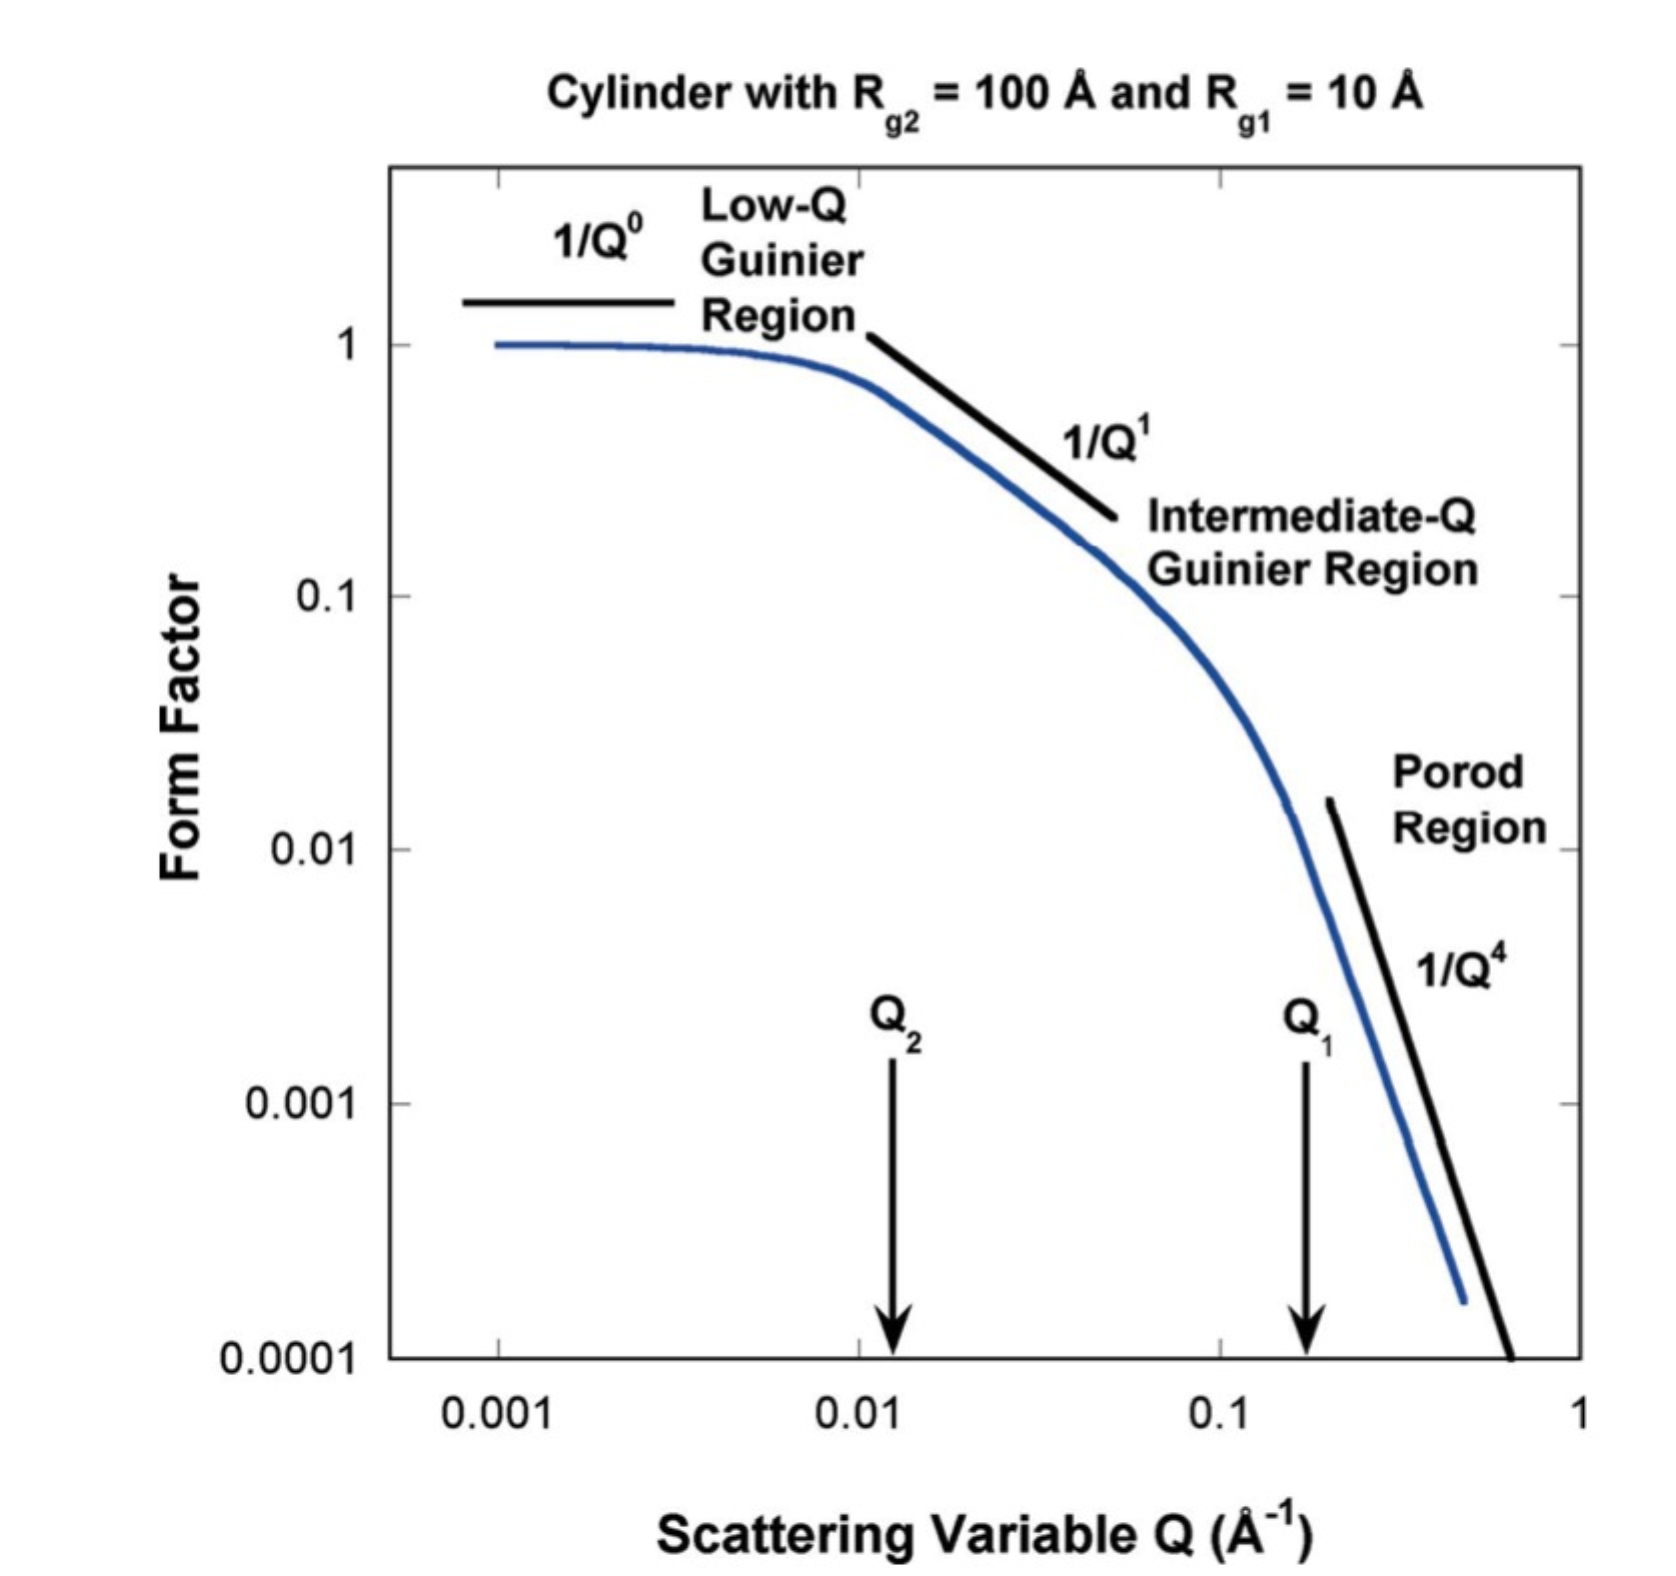 Cylinder with Rg2 = 100 Å and Rg1 = 10 Å
1/Q⁰
Low-Q
Guinier
Region
1/Q¹
Intermediate-Q
Guinier Region
Porod
Region
1/Q⁴
Q₂
Q₁
Form Factor
1
0.1
0.01
0.001
0.0001
0.001
0.01
0.1
1
Scattering Variable Q (Å⁻¹)